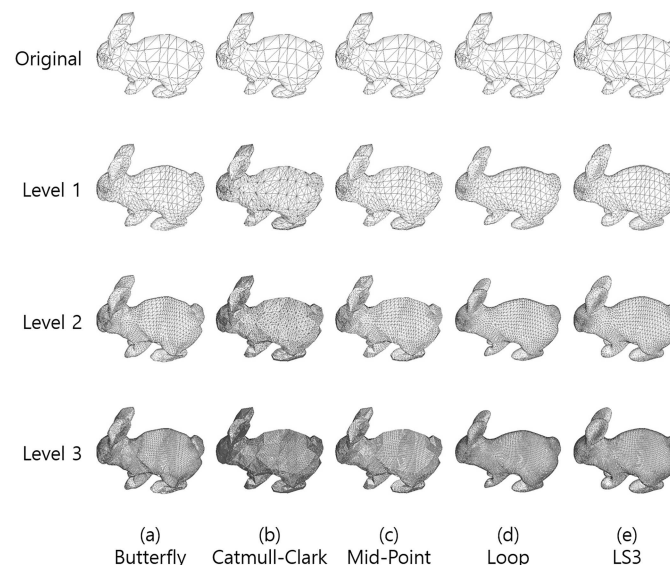 Original
Level 1
Level 2
Level 3
(a) (b) (c) (d) (e)
Butterfly Catmull-Clark Mid-Point Loop LS3